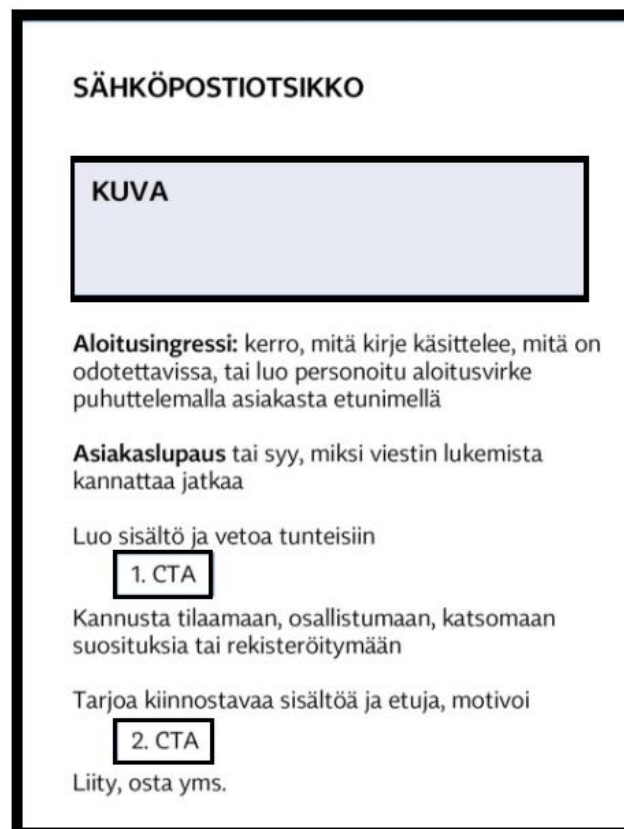 SÄHKÖPOSTIOTSIKKO
KUVA
Aloitusingressi: kerro, mitä kirje käsittelee, mitä on
odotettavissa, tai luo personoitu aloitusvirke
puhuttelemalla asiakasta etunimellä
Asiakaslupaus tai syy, miksi viestin lukemista
kannattaa jatkaa
Luo sisältö ja vetoa tunteisiin
1. CTA
Kannusta tilaamaan, osallistumaan, katsomaan
suosituksia tai rekisteröitymään
Tarjoa kiinnostavaa sisältöä ja etuja, motivoi
2. CTA
Liity, osta yms.